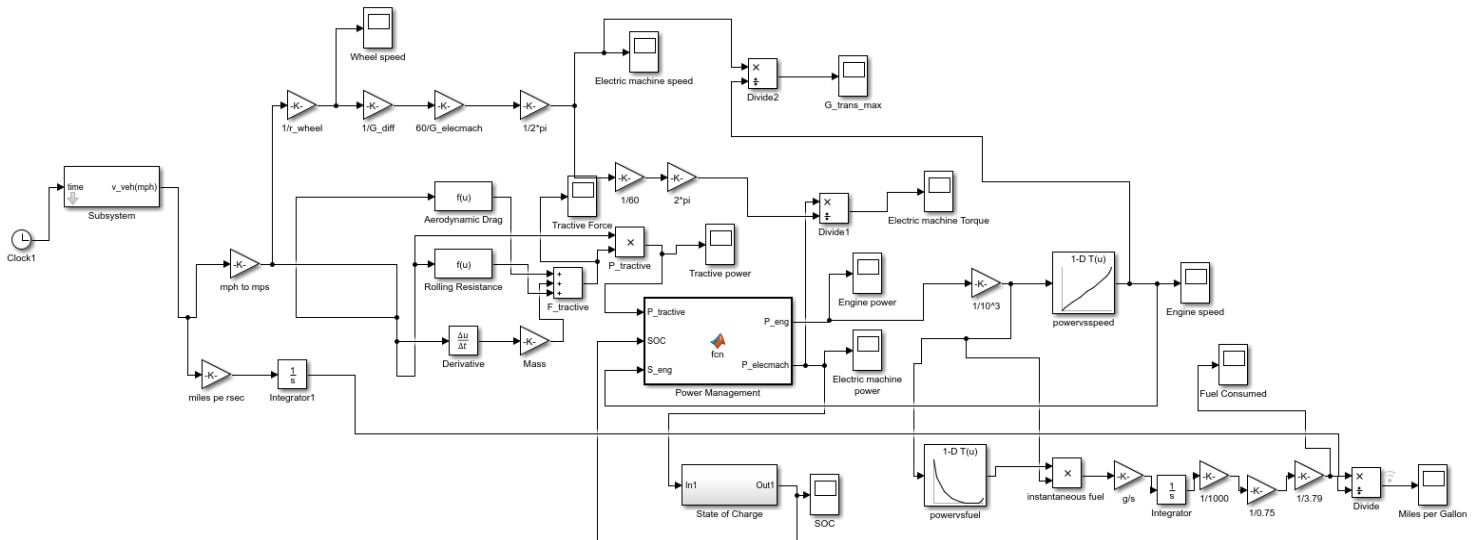 Wheel speed
Electric machine speed
×
÷
Divide2
G_trans_max
-K-
1/r_wheel
-K-
1/G_diff
-K-
60/G_elecmach
-K-
1/2*pi
time
v_veh(mph)
Subsystem
Clock1
f(u)
Aerodynamic Drag
Tractive Force
-K-
1/60
-K-
2*pi
×
÷
Divide1
Electric machine Torque
-K-
mph to mps
f(u)
Rolling Resistance
+
+
+
F_tractive
×
P_tractive
Tractive power
Δu
Δt
Derivative
-K-
Mass
P_tractive
SOC
S_eng
fcn
P_eng
P_elecmach
Power Management
Engine power
Electric machine
power
-K-
1/10^3
1-D T(u)
powervsspeed
Engine speed
-K-
miles pe rsec
1
s
Integrator1
Fuel Consumed
In1
Out1
State of Charge
SOC
1-D T(u)
powervsfuel
×
instantaneous fuel
-K-
g/s
1
s
Integrator
-K-
1/1000
-K-
1/0.75
-K-
1/3.79
×
÷
Divide
Miles per Gallon